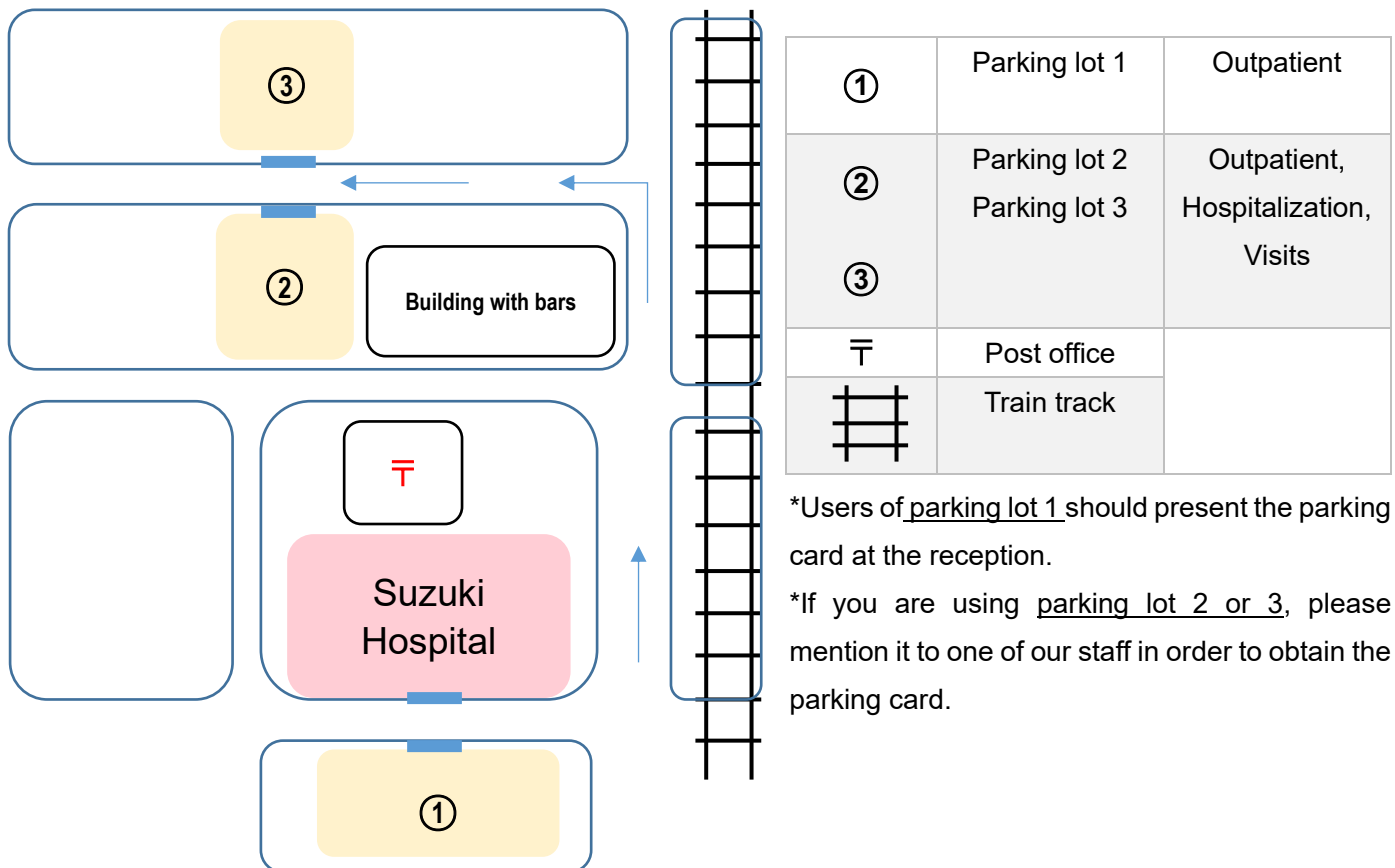 ③
②
Building with bars
〒
Suzuki
Hospital
①
① Parking lot 1 Outpatient
② Parking lot 2 Outpatient,
Parking lot 3 Hospitalization,
③ Visits
〒 Post office
Train track
*Users of parking lot 1 should present the parking
card at the reception.
*If you are using parking lot 2 or 3, please
mention it to one of our staff in order to obtain the
parking card.